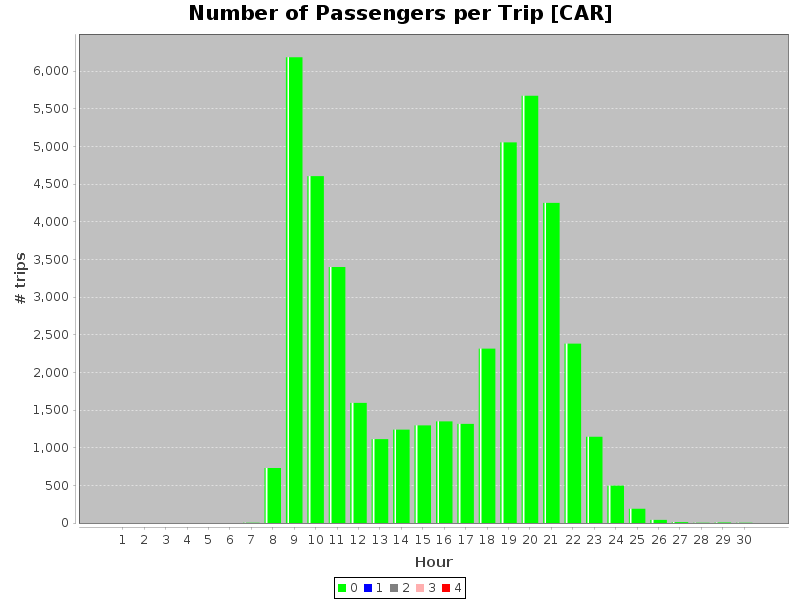 Number of Passengers per Trip [CAR]
6,000
5,500
5,000
4,500
4,000
3,500
3,000
2,500
2,000
1,500
1,000
500
0
# trips
1 2 3 4 5 6 7 8 9 10 11 12 13 14 15 16 17 18 19 20 21 22 23 24 25 26 27 28 29 30
Hour
0 1 2 3 4